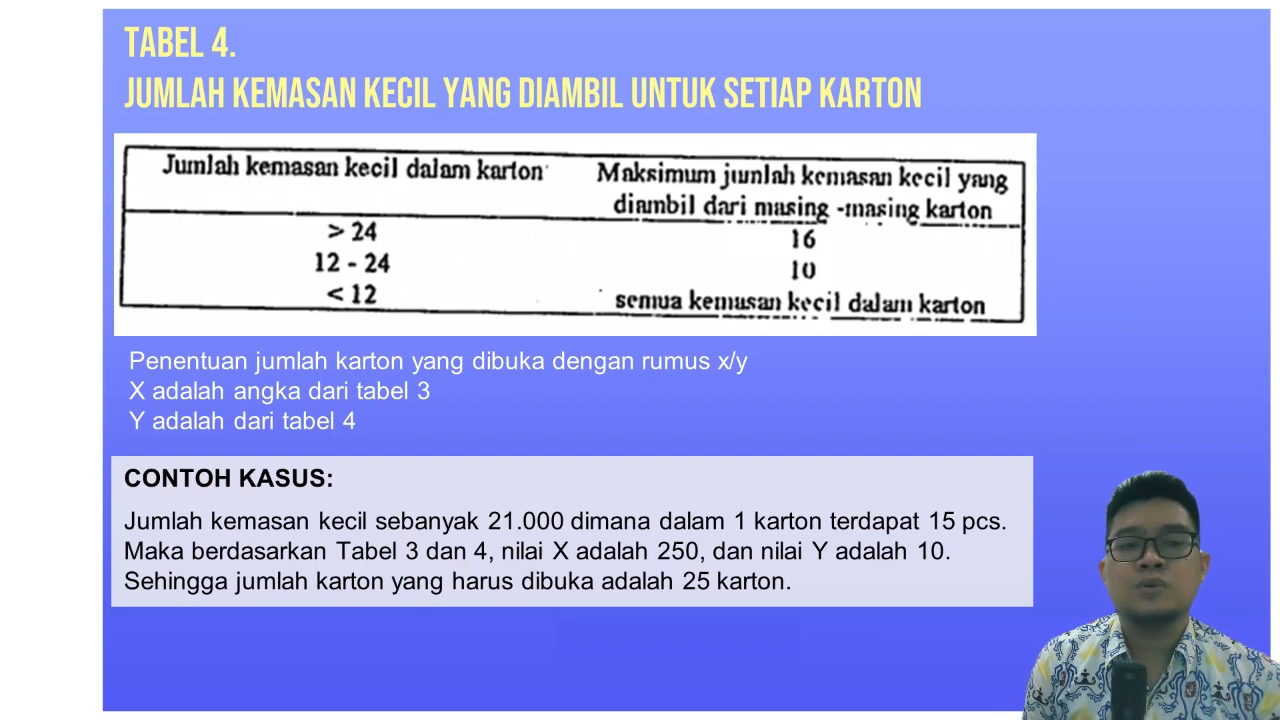 TABEL 4.
JUMLAH KEMASAN KECIL YANG DIAMBIL UNTUK SETIAP KARTON
Jumlah kemasan kecil dalam karton
Maksimum jumlah kemasan kecil yang
diambil dari masing -masing karton
> 24
16
12 - 24
10
< 12
semua kemasan kecil dalam karton
Penentuan jumlah karton yang dibuka dengan rumus x/y
X adalah angka dari tabel 3
Y adalah dari tabel 4
CONTOH KASUS:
Jumlah kemasan kecil sebanyak 21.000 dimana dalam 1 karton terdapat 15 pcs.
Maka berdasarkan Tabel 3 dan 4, nilai X adalah 250, dan nilai Y adalah 10.
Sehingga jumlah karton yang harus dibuka adalah 25 karton.